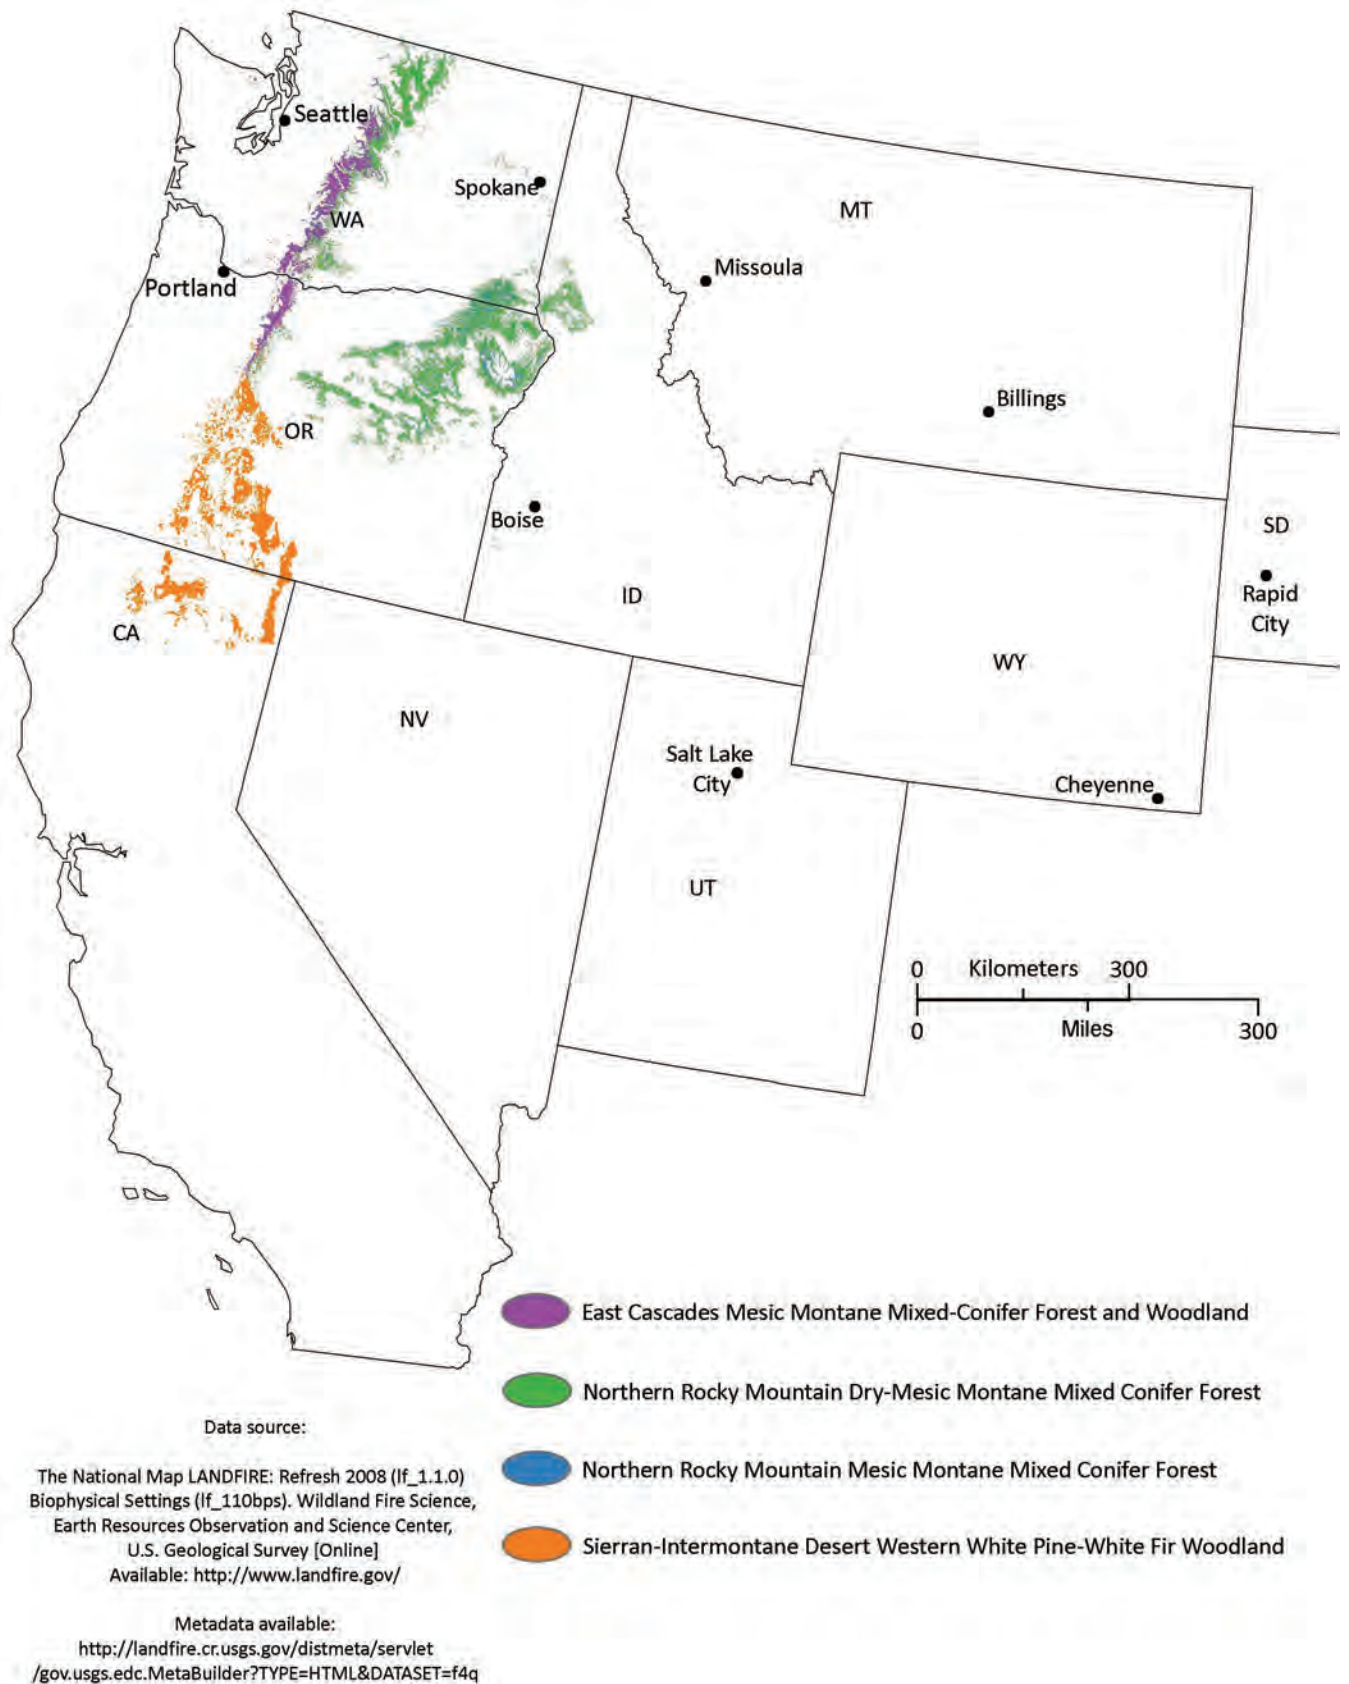 Seattle
Spokane
WA
MT
Missoula
Portland
Billings
OR
Boise
SD
Rapid
City
ID
CA
WY
NV
Salt Lake
City
Cheyenne
UT
0 Kilometers 300
0 Miles 300
East Cascades Mesic Montane Mixed-Conifer Forest and Woodland
Northern Rocky Mountain Dry-Mesic Montane Mixed Conifer Forest
Northern Rocky Mountain Mesic Montane Mixed Conifer Forest
Sierran-Intermontane Desert Western White Pine-White Fir Woodland
Data source:
The National Map LANDFIRE: Refresh 2008 (lf_1.1.0)
Biophysical Settings (lf_110bps). Wildland Fire Science,
Earth Resources Observation and Science Center,
U.S. Geological Survey [Online]
Available: http://www.landfire.gov/
Metadata available:
http://landfire.cr.usgs.gov/distmeta/servlet
/gov.usgs.edc.MetaBuilder?TYPE=HTML&DATASET=f4q